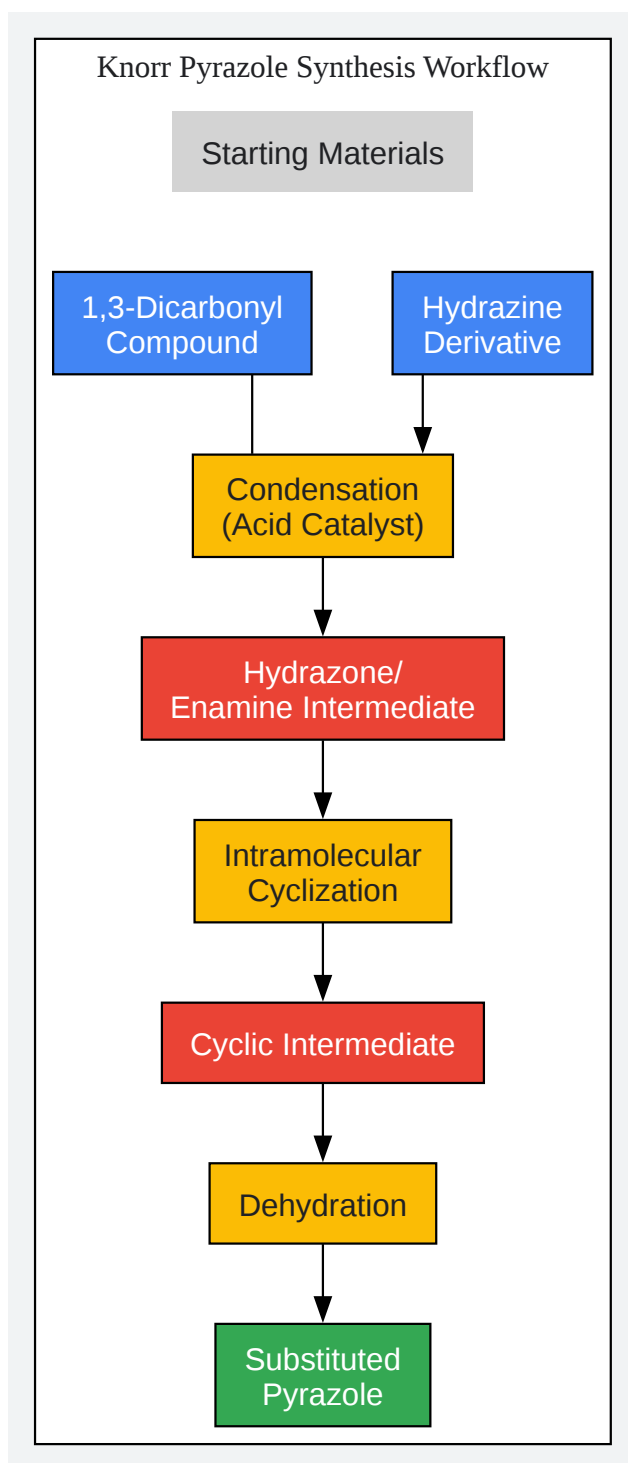 Knorr Pyrazole Synthesis Workflow
Starting Materials
1,3-Dicarbonyl
Compound
Hydrazine
Derivative
Condensation
(Acid Catalyst)
Hydrazone/
Enamine Intermediate
Intramolecular
Cyclization
Cyclic Intermediate
Dehydration
Substituted
Pyrazole